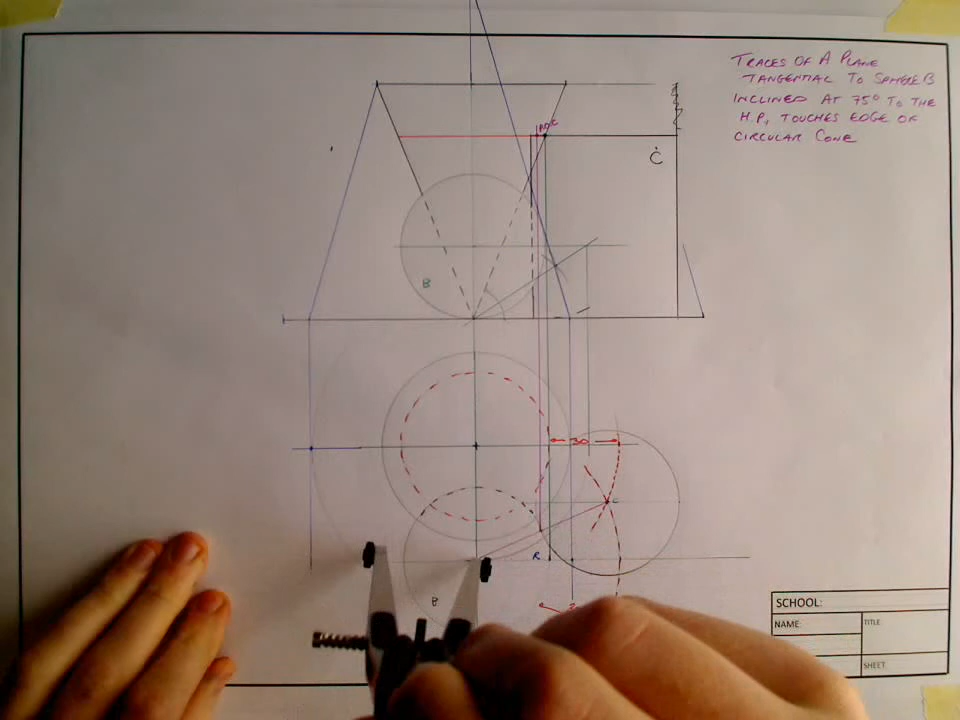 TRACES OF A PLANE
TANGENTIAL TO SPHERE B
INCLINED AT 75° TO THE
H.P, TOUCHES EDGE OF
CIRCULAR CONE
C
B
30
C
R
B
SCHOOL:
NAME:
TITLE
SHEET